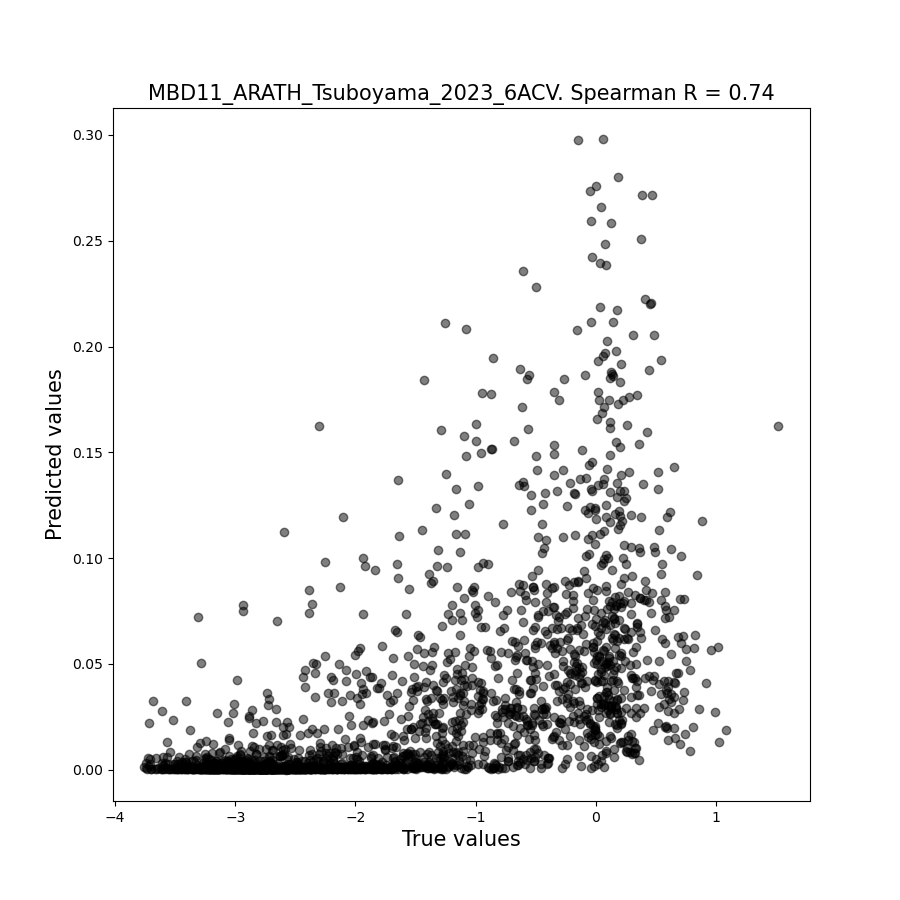 MBD11_ARATH_Tsuboyama_2023_6ACV. Spearman R = 0.74
0.30
0.25
0.20
0.15
0.10
0.05
0.00
Predicted values
−4 −3 −2 −1 0 1
True values